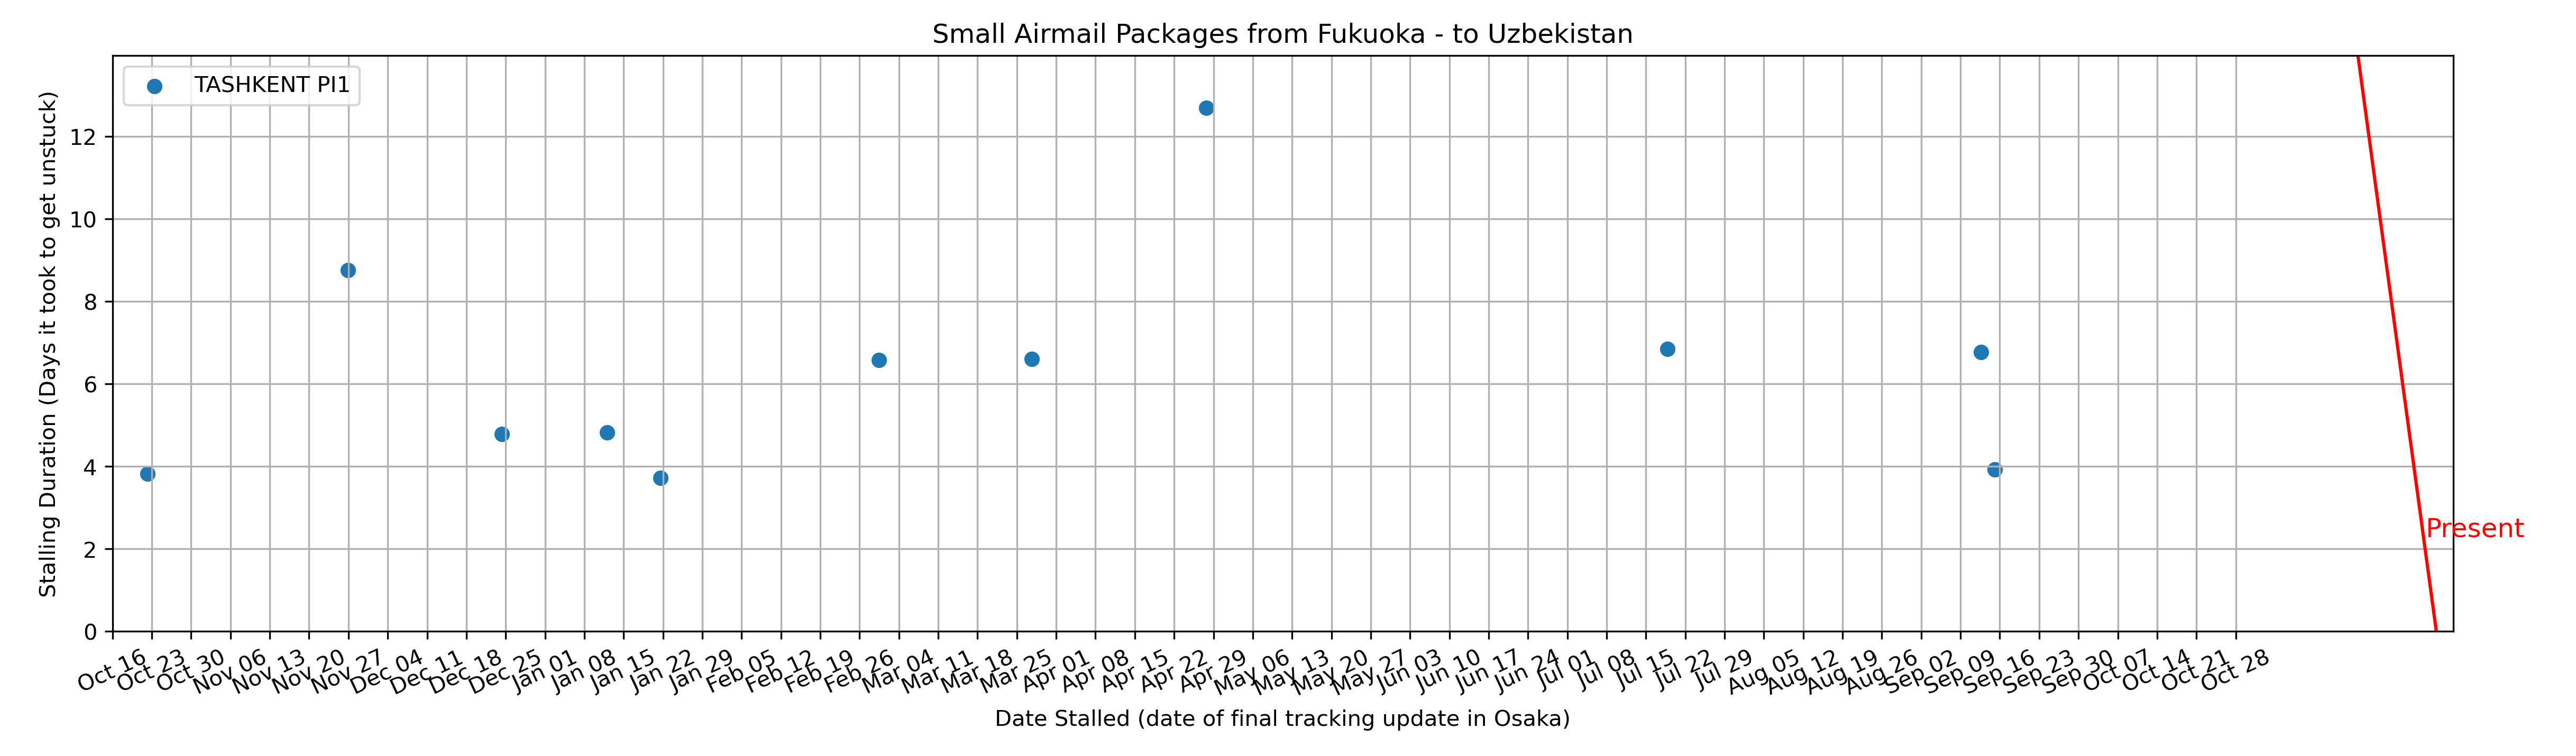 Small Airmail Packages from Fukuoka - to Uzbekistan
TASHKENT PI1
Stalling Duration (Days it took to get unstuck)
12
10
8
6
4
2
0
Present
Oct 16 Oct 23 Oct 30 Nov 06 Nov 13 Nov 20 Nov 27 Dec 04 Dec 11 Dec 18 Dec 25 Jan 01 Jan 08 Jan 15 Jan 22 Jan 29 Feb 05 Feb 12 Feb 19 Feb 26 Mar 04 Mar 11 Mar 18 Mar 25 Apr 01 Apr 08 Apr 15 Apr 22 Apr 29 May 06 May 13 May 20 May 27 Jun 03 Jun 10 Jun 17 Jun 24 Jul 01 Jul 08 Jul 15 Jul 22 Jul 29 Aug 05 Aug 12 Aug 19 Aug 26 Sep 02 Sep 09 Sep 16 Sep 23 Sep 30 Oct 07 Oct 14 Oct 21 Oct 28
Date Stalled (date of final tracking update in Osaka)